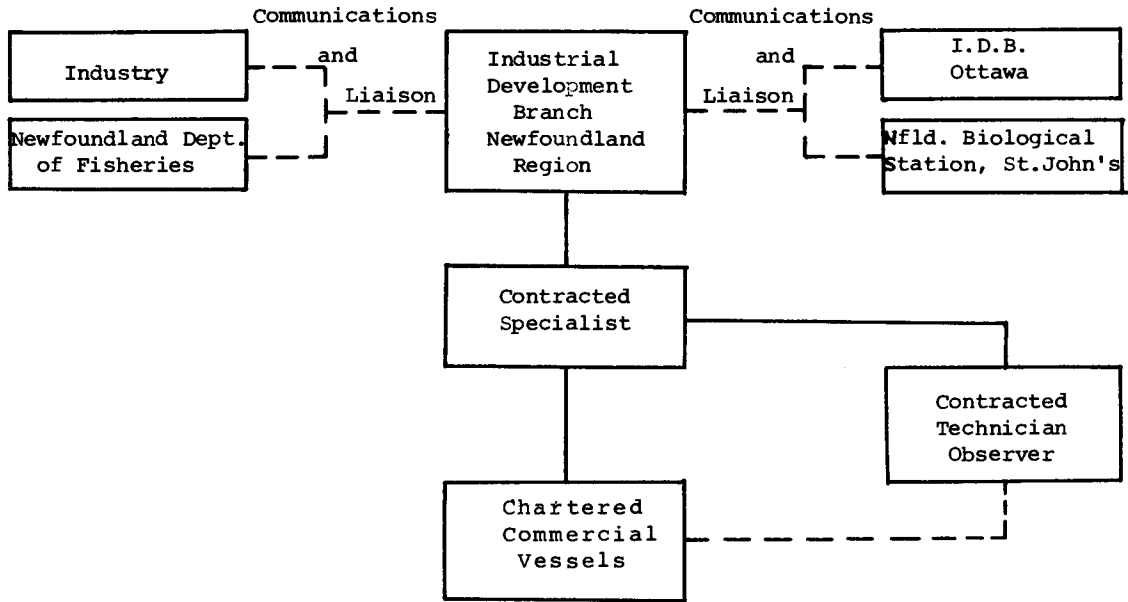 Communications
and
Liaison
Industry
Newfoundland Dept.
of Fisheries
Industrial
Development
Branch
Newfoundland
Region
Communications
and
Liaison
I.D.B.
Ottawa
Nfld. Biological
Station, St.John's
Contracted
Specialist
Contracted
Technician
Observer
Chartered
Commercial
Vessels